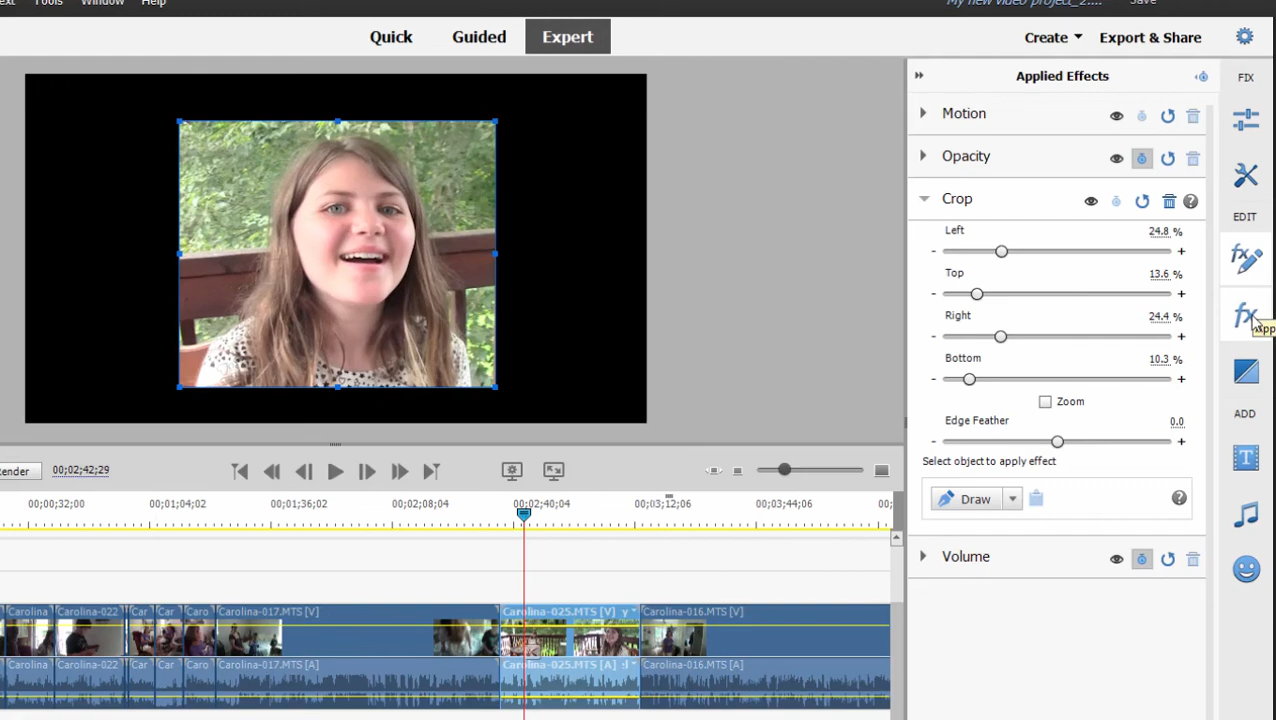 ext Tools Window Help My new video project_2.... Save
Quick Guided Expert Create Export & Share
Applied Effects FIX
Motion
Opacity
Crop
EDIT
Left 24.8 %
- +
Top 13.6 %
- +
Right 24.4 %
xpp
- +
Bottom 10.3 %
- +
Zoom
ADD
Edge Feather 0.0
- +
Select object to apply effect
Render 00;02;42;29
Draw
00;00;32;00 00;01;04;02 00;01;36;02 00;02;08;04 00;02;40;04 00;03;12;06 00;03;44;06 00;
Volume
Carolina Carolina-022 Car Car Caro Carolina-017.MTS [V] Carolina-025.MTS [V] y Carolina-016.MTS [V]
Carolina Carolina-022 Car Car Caro Carolina-017.MTS [A] Carolina-025.MTS [A] :l Carolina-016.MTS [A]